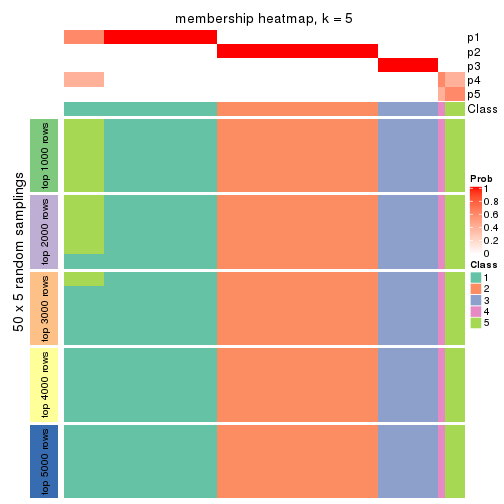 membership heatmap, k = 5
p1
p2
p3
p4
p5
Class
50 x 5 random samplings
top 1000 rows
top 2000 rows
top 3000 rows
top 4000 rows
top 5000 rows
Prob
1
0.8
0.6
0.4
0.2
0
Class
1
2
3
4
5